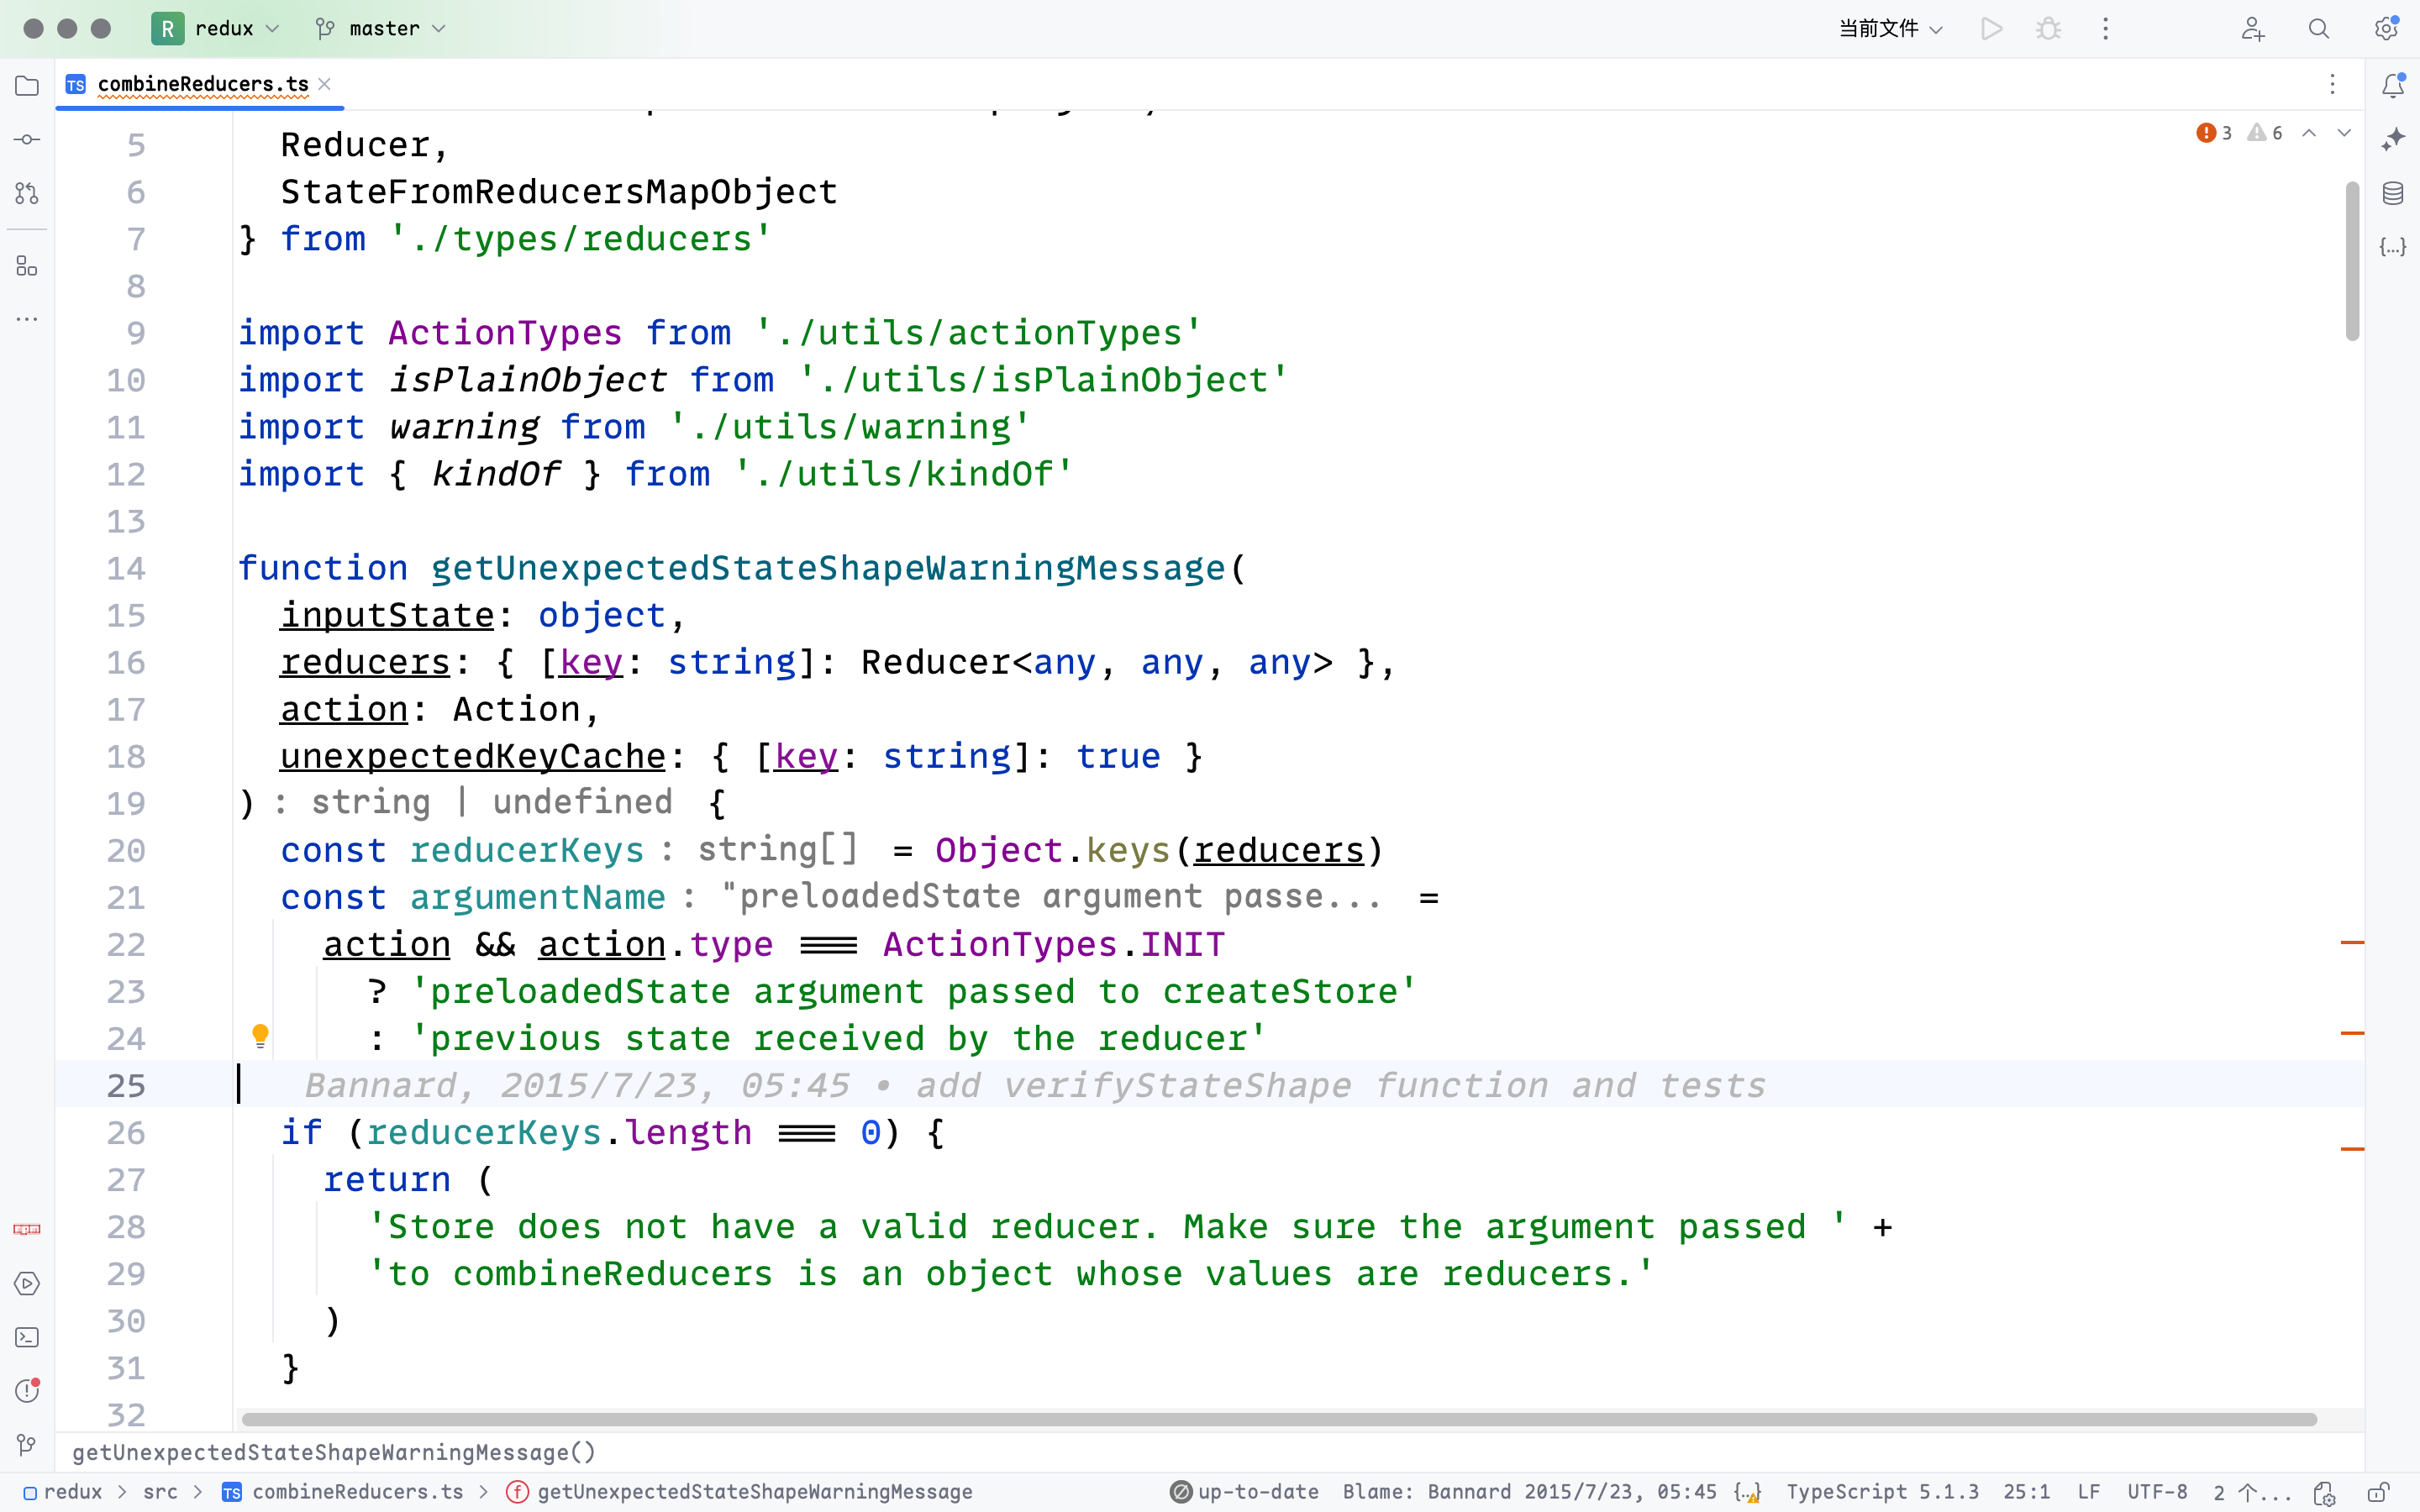 R redux master 当前文件
TS combineReducers.ts
3 6
5 Reducer,
6 StateFromReducersMapObject
7 } from './types/reducers'
8
9 import ActionTypes from './utils/actionTypes'
10 import isPlainObject from './utils/isPlainObject'
11 import warning from './utils/warning'
12 import { kindOf } from './utils/kindOf'
13
14 function getUnexpectedStateShapeWarningMessage(
15 inputState: object,
16 reducers: { [key: string]: Reducer<any, any, any> },
17 action: Action,
18 unexpectedKeyCache: { [key: string]: true }
19 ) : string | undefined {
20 const reducerKeys : string[] = Object.keys(reducers)
21 const argumentName : "preloadedState argument passe... =
22 action && action.type === ActionTypes.INIT
23 ? 'preloadedState argument passed to createStore'
24 : 'previous state received by the reducer'
25 Bannard, 2015/7/23, 05:45 • add verifyStateShape function and tests
26 if (reducerKeys.length === 0) {
27 return (
28 'Store does not have a valid reducer. Make sure the argument passed ' +
29 'to combineReducers is an object whose values are reducers.'
30 )
31 }
32
getUnexpectedStateShapeWarningMessage()
redux > src > TS combineReducers.ts > f getUnexpectedStateShapeWarningMessage up-to-date Blame: Bannard 2015/7/23, 05:45 TypeScript 5.1.3 25:1 LF UTF-8 2 个...